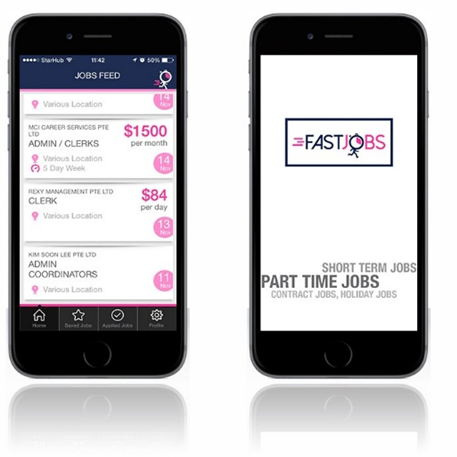 StarHub 11:42 50%
JOBS FEED
14
Various Location
Nov
MCI CAREER SERVICES PTE
LTD
$1500
ADMIN / CLERKS
per month
Various Location
14
5 Day Week
Nov
REXY MANAGEMENT PTE LTD
$84
CLERK
per day
Various Location
13
Nov
KIM SOON LEE PTE LTD
ADMIN
COORDINATORS
11
Various Location
Nov
Home Saved Jobs Applied Jobs Profile
FASTJOBS
SHORT TERM JOBS
PART TIME JOBS
CONTRACT JOBS, HOLIDAY JOBS